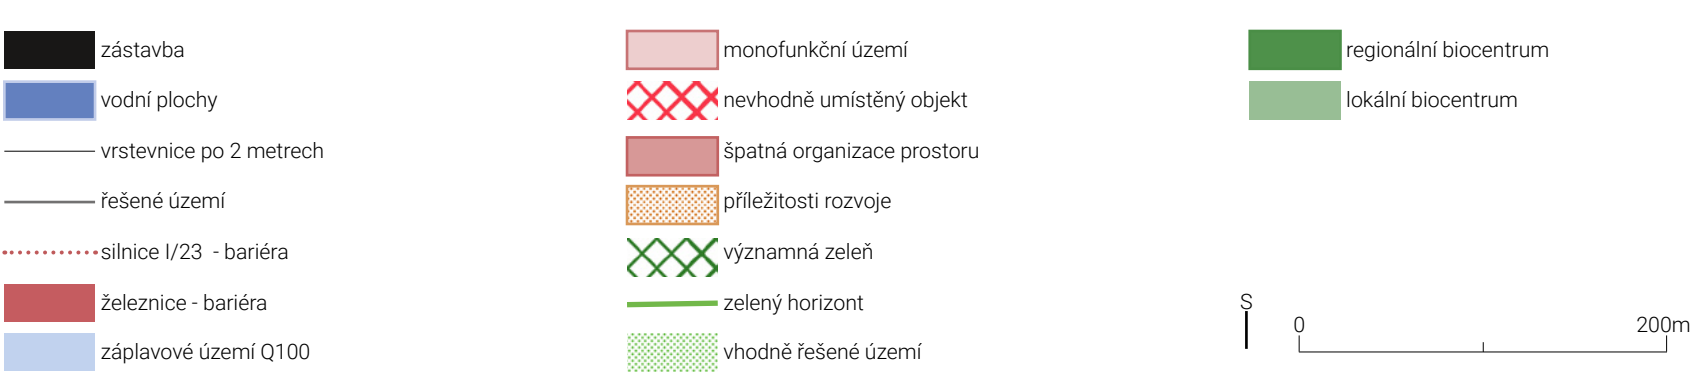 zástavba
vodní plochy
vrstevnice po 2 metrech
řešené území
silnice I/23 - bariéra
železnice - bariéra
záplavové území Q100
monofunkční území
nevhodně umístěný objekt
špatná organizace prostoru
příležitosti rozvoje
významná zeleň
zelený horizont
vhodně řešené území
regionální biocentrum
lokální biocentrum
S
0 200m